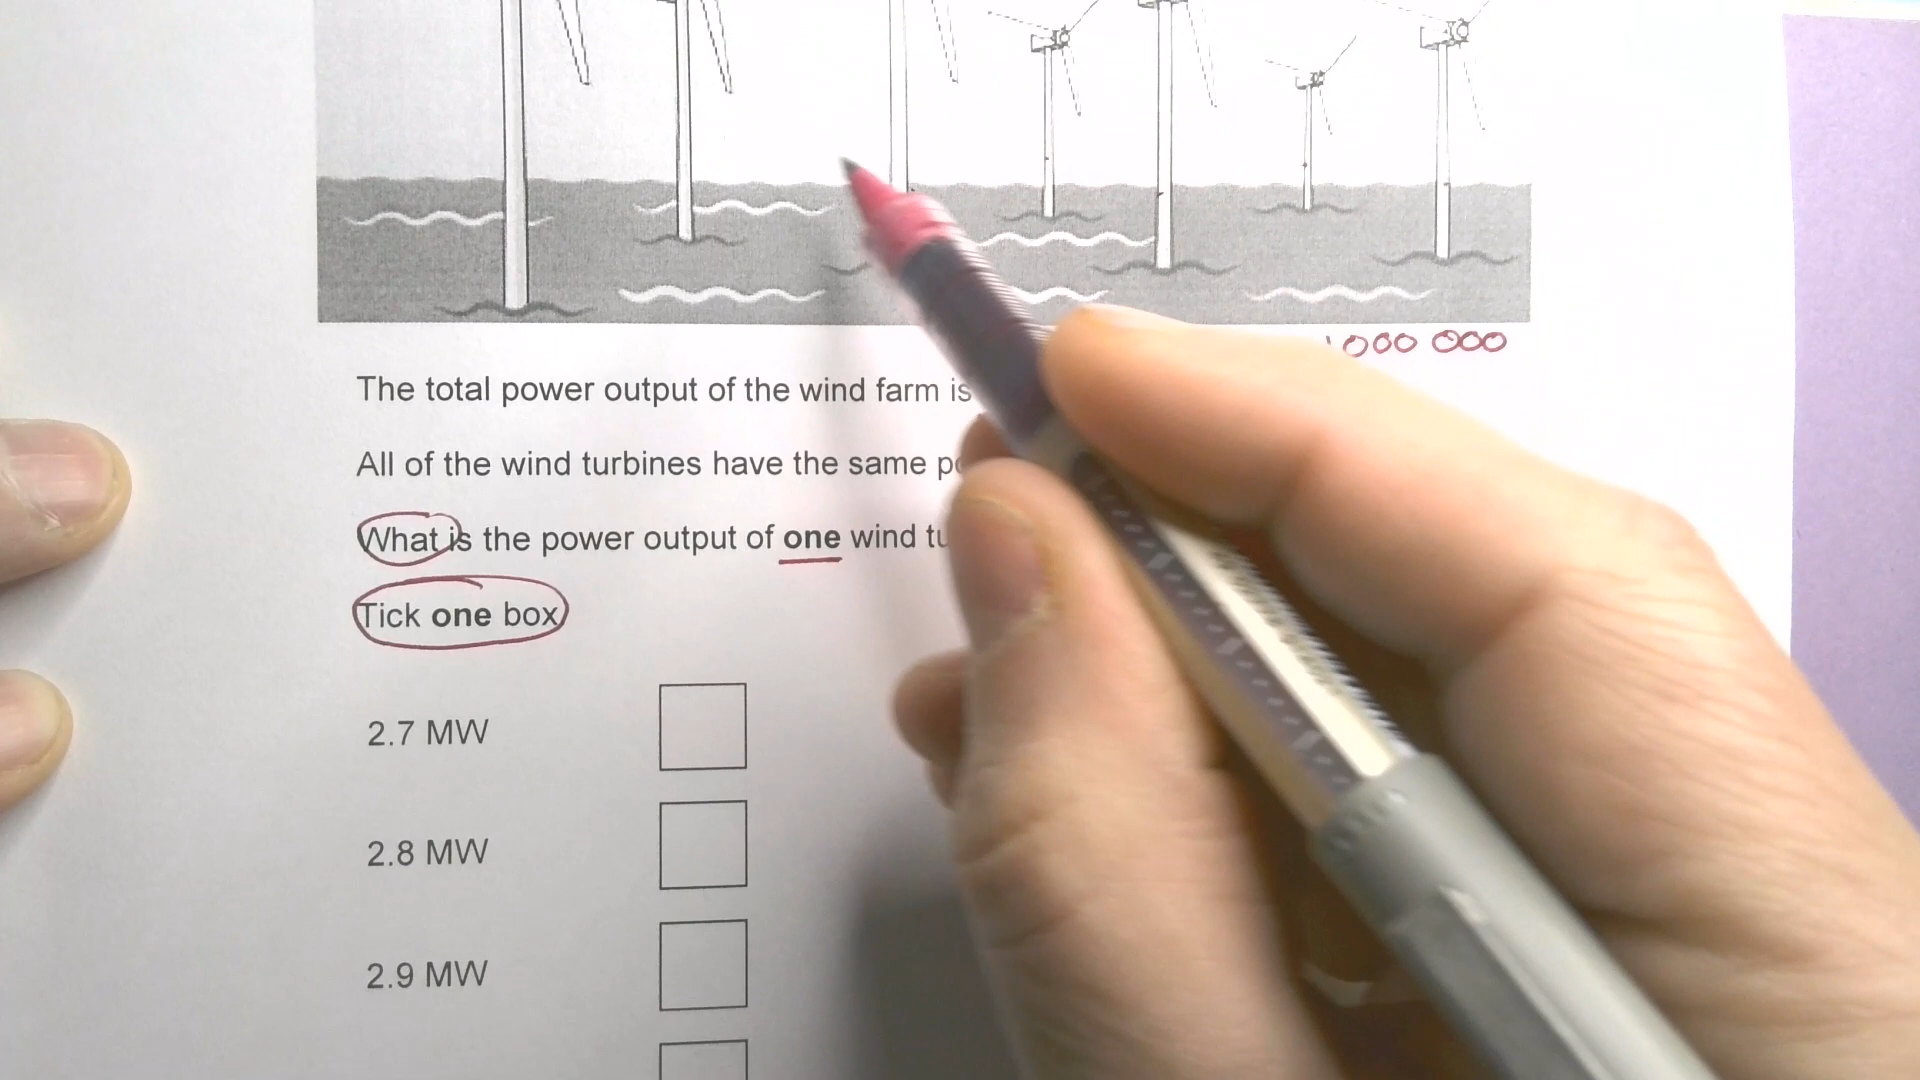 1000 000
The total power output of the wind farm is
All of the wind turbines have the same
What is the power output of one wind
Tick one box
2.7 MW
2.8 MW
2.9 MW